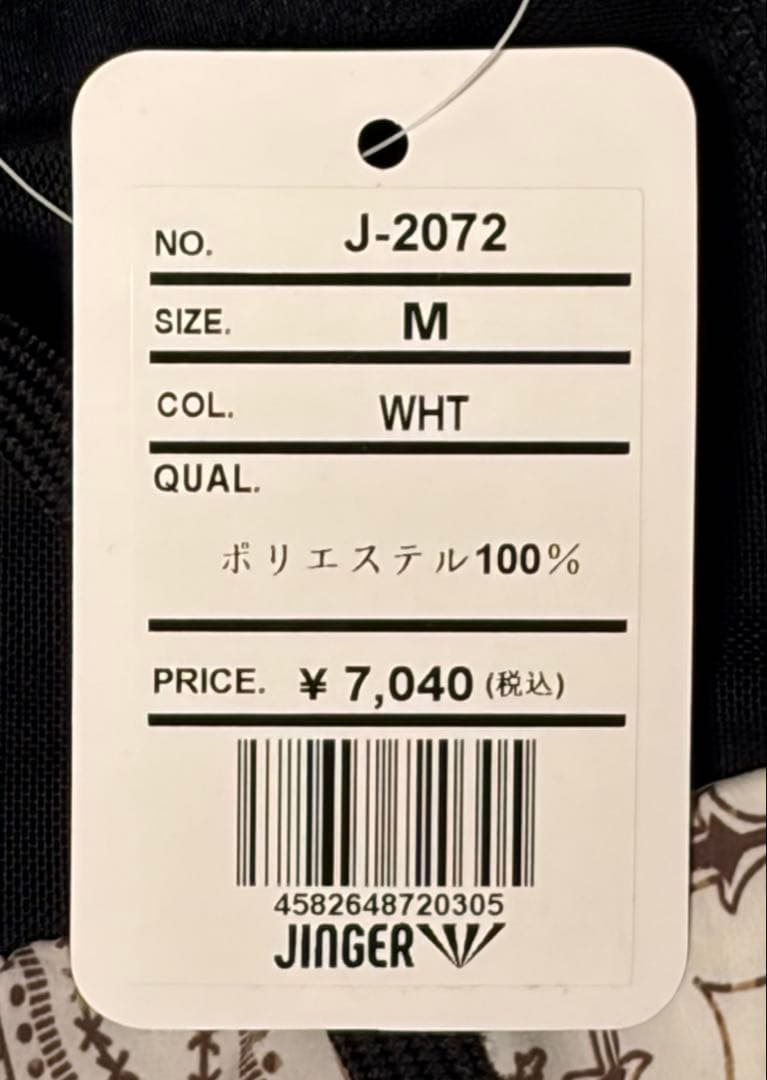 NO. J-2072
SIZE. M
COL. WHT
QUAL.
ポリエステル100%
PRICE. ¥ 7,040 (税込)
4582648720305
JINGER